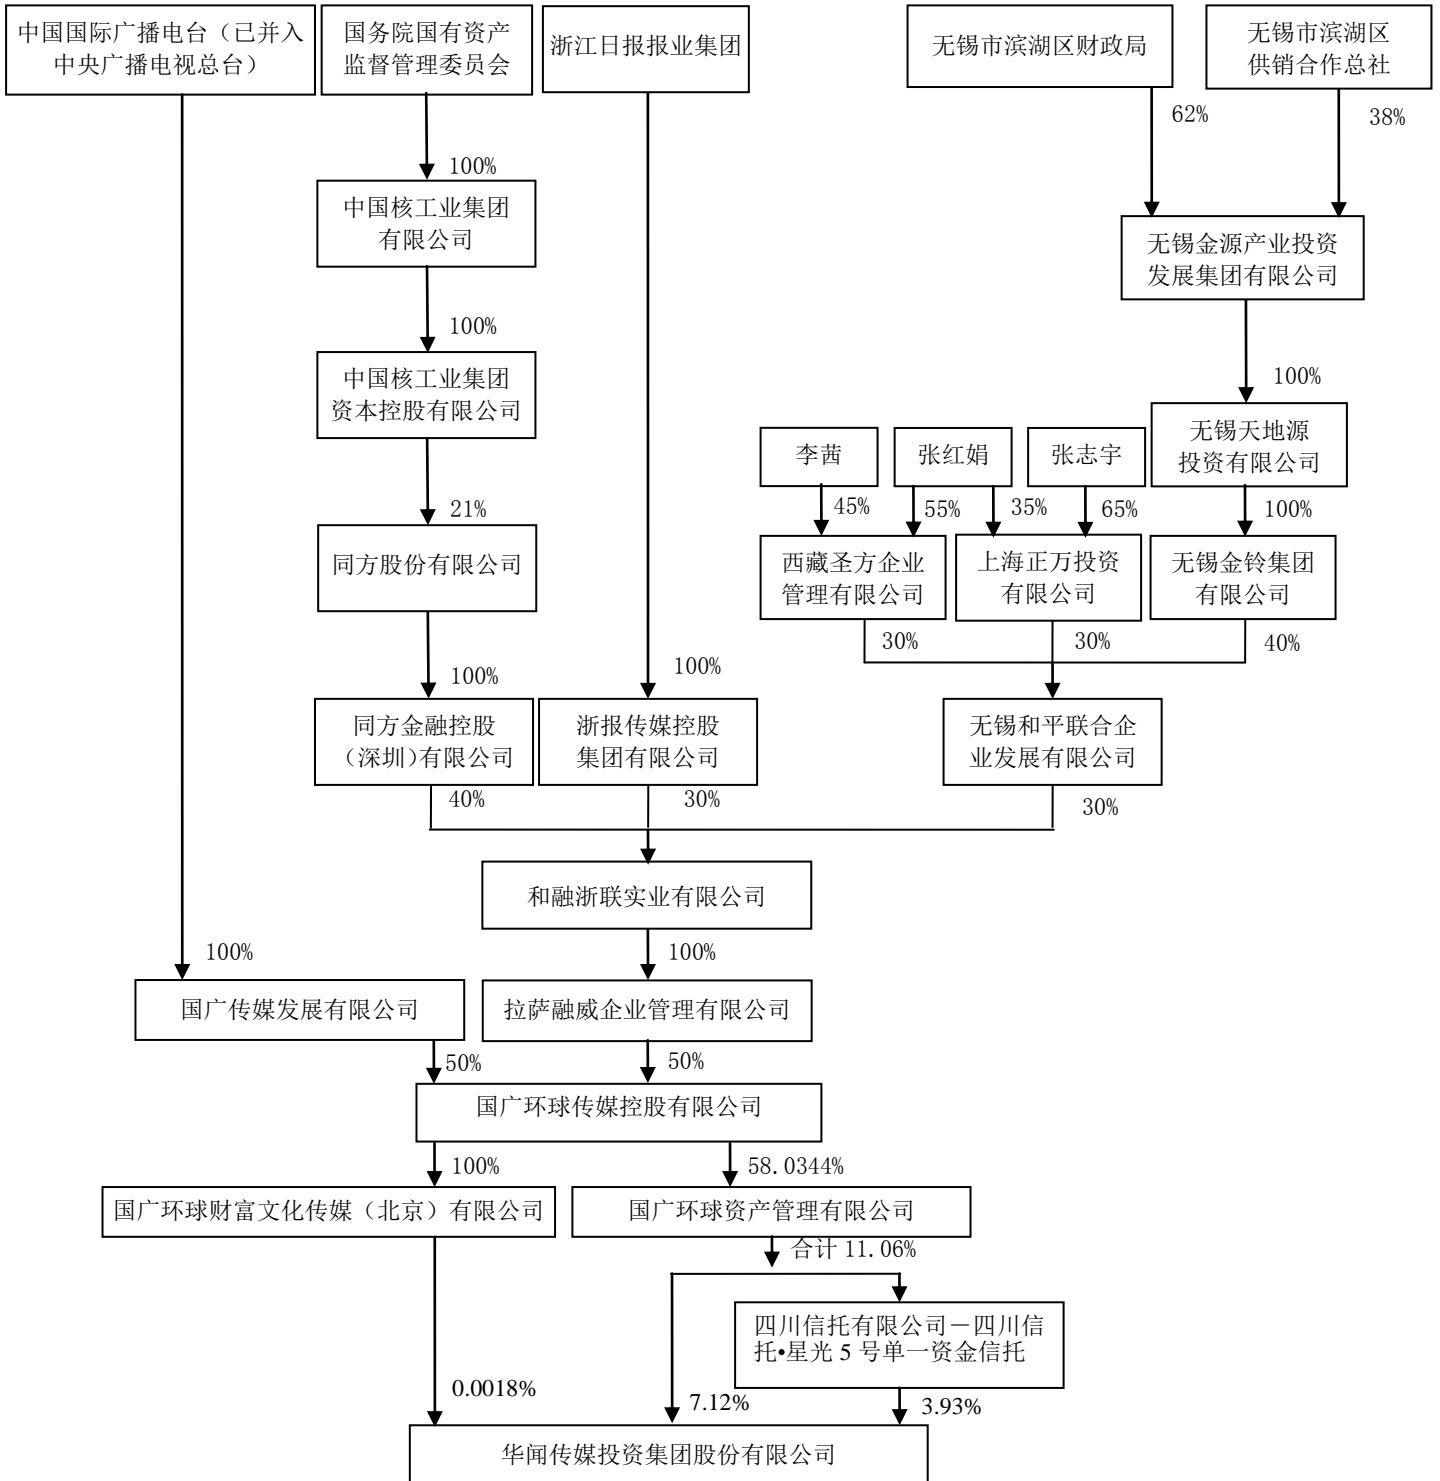 中国国际广播电台（已并入
中央广播电视总台）
国务院国有资产
监督管理委员会
浙江日报报业集团
无锡市滨湖区财政局
无锡市滨湖区
供销合作总社
62%
38%
100%
中国核工业集团
有限公司
无锡金源产业投资
发展集团有限公司
100%
中国核工业集团
资本控股有限公司
100%
无锡天地源
投资有限公司
李茜
张红娟
张志宇
21%
45%
55%
35%
65%
100%
同方股份有限公司
西藏圣方企业
管理有限公司
上海正万投资
有限公司
无锡金铃集团
有限公司
30%
30%
40%
100%
100%
同方金融控股
（深圳）有限公司
浙报传媒控股
集团有限公司
无锡和平联合企
业发展有限公司
40%
30%
30%
和融浙联实业有限公司
100%
100%
国广传媒发展有限公司
拉萨融威企业管理有限公司
50%
50%
国广环球传媒控股有限公司
100%
58.0344%
国广环球财富文化传媒（北京）有限公司
国广环球资产管理有限公司
合计 11.06%
四川信托有限公司－四川信
托•星光 5 号单一资金信托
0.0018%
7.12%
3.93%
华闻传媒投资集团股份有限公司